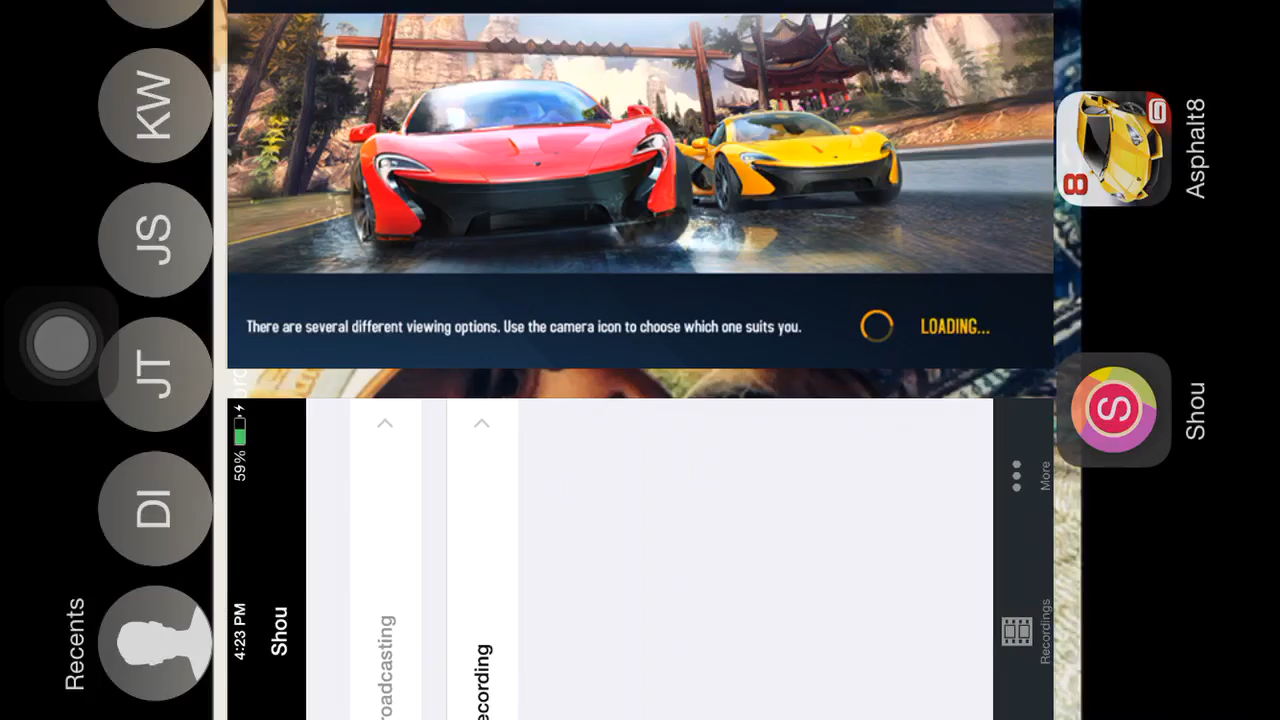 Recents
DI
JT
JS
KW
4:23 PM
59%
Shou
roadcasting
ecording
Recordings
More
There are several different viewing options. Use the camera icon to choose which one suits you.
LOADING...
Shou
S
Asphalt8
8